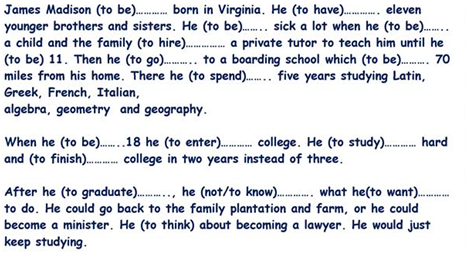 James Madison (to be)………… born in Virginia. He (to have)…………. eleven
younger brothers and sisters. He (to be)…….. sick a lot when he (to be)……..
a child and the family (to hire)…………… a private tutor to teach him until he
(to be) 11. Then he (to go)……….. to a boarding school which (to be)………. 70
miles from his home. There he (to spend)…….. five years studying Latin,
Greek, French, Italian,
algebra, geometry and geography.
When he (to be)……..18 he (to enter)………… college. He (to study)………… hard
and (to finish)………… college in two years instead of three.
After he (to graduate)……….., he (not/to know)…………. what he(to want)…………
to do. He could go back to the family plantation and farm, or he could
become a minister. He (to think) about becoming a lawyer. He would just
keep studying.